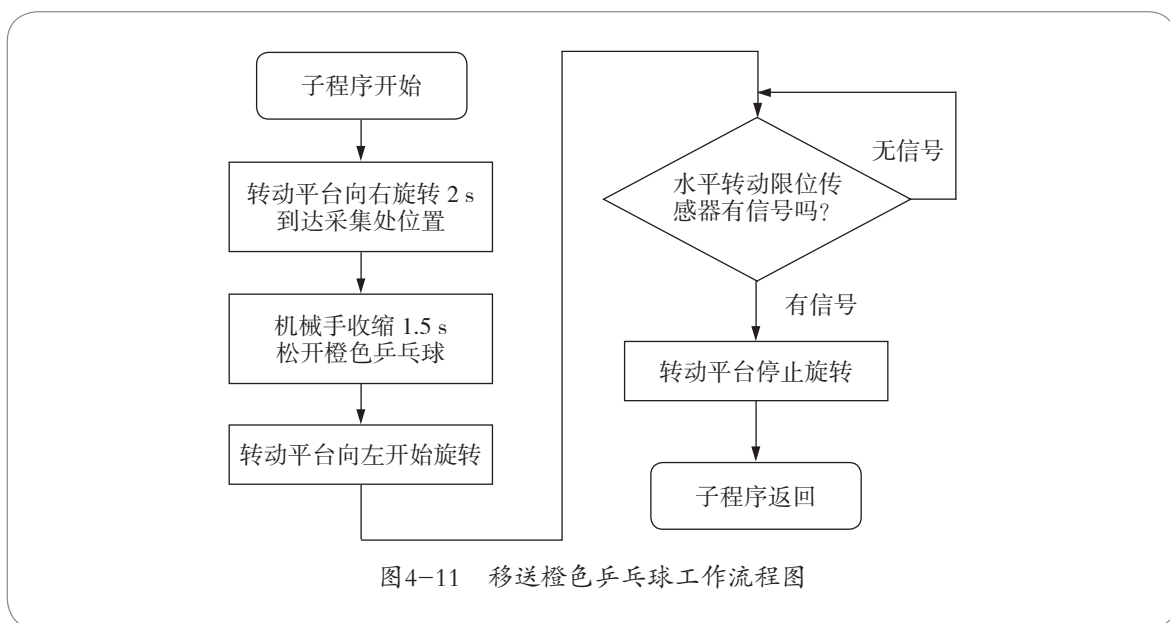 子程序开始
转动平台向右旋转 2 s
到达采集处位置
机械手收缩 1.5 s
松开橙色乒乓球
转动平台向左开始旋转
水平转动限位传
感器有信号吗？
无信号
有信号
转动平台停止旋转
子程序返回
图4-11 移送橙色乒乓球工作流程图